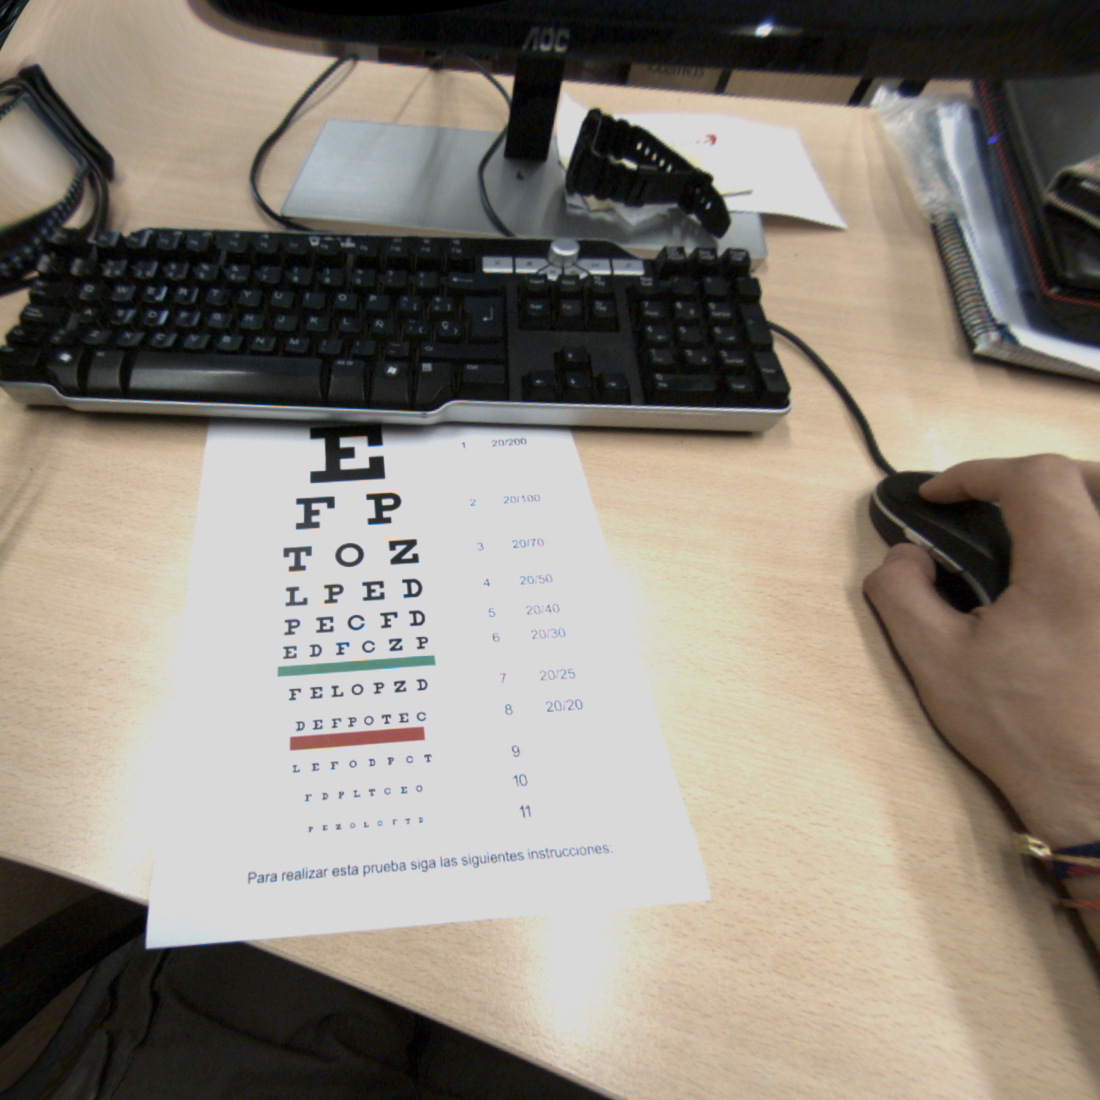 AOC
E 1 20/200
F P 2 20/100
T O Z 3 20/70
L P E D 4 20/50
P E C F D 5 20/40
E D F C Z P 6 20/30
F E L O P Z D 7 20/25
D E F P O T E C 8 20/20
L E F O D P C T 9
F D P L T C E O 10
P E Z O L C F T D 11
Para realizar esta prueba siga las siguientes instrucciones: